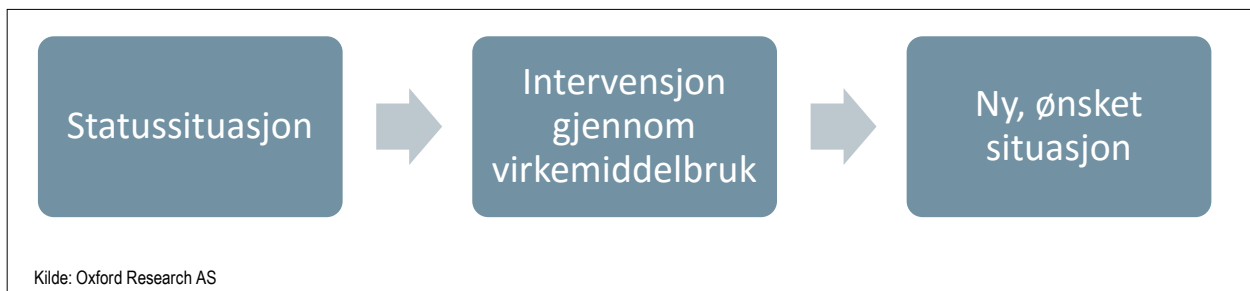 Statussituasjon
Intervensjon
gjennom
virkemiddelbruk
Ny, ønsket
situasjon
Kilde: Oxford Research AS